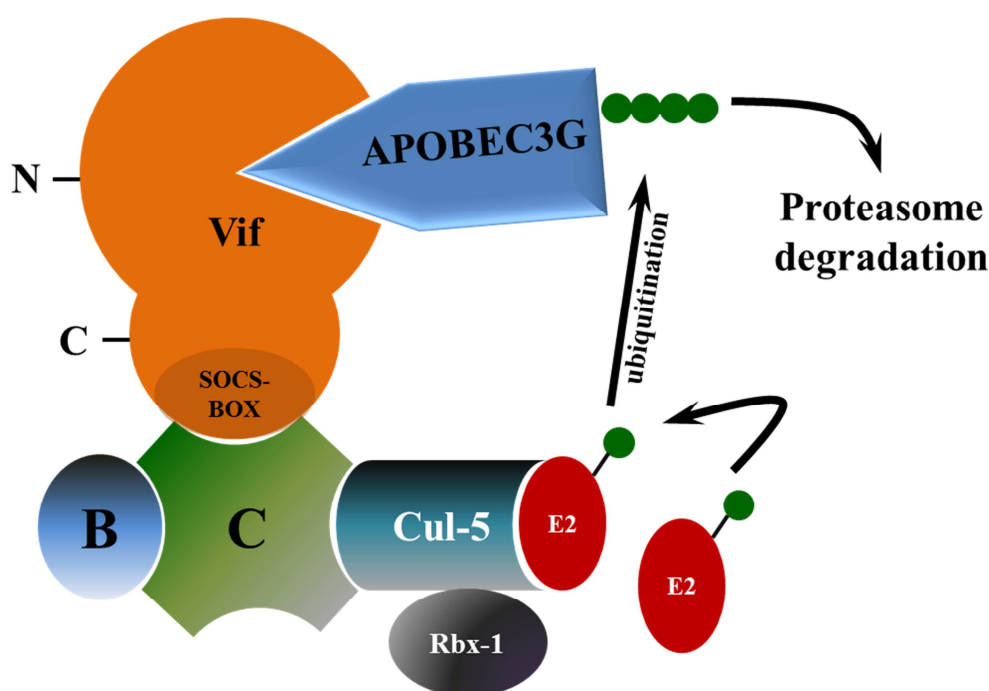 APOBEC3G
N
Vif
Proteasome
degradation
ubiquitination
C
SOCS-
BOX
B
C
Cul-5
E2
E2
Rbx-1